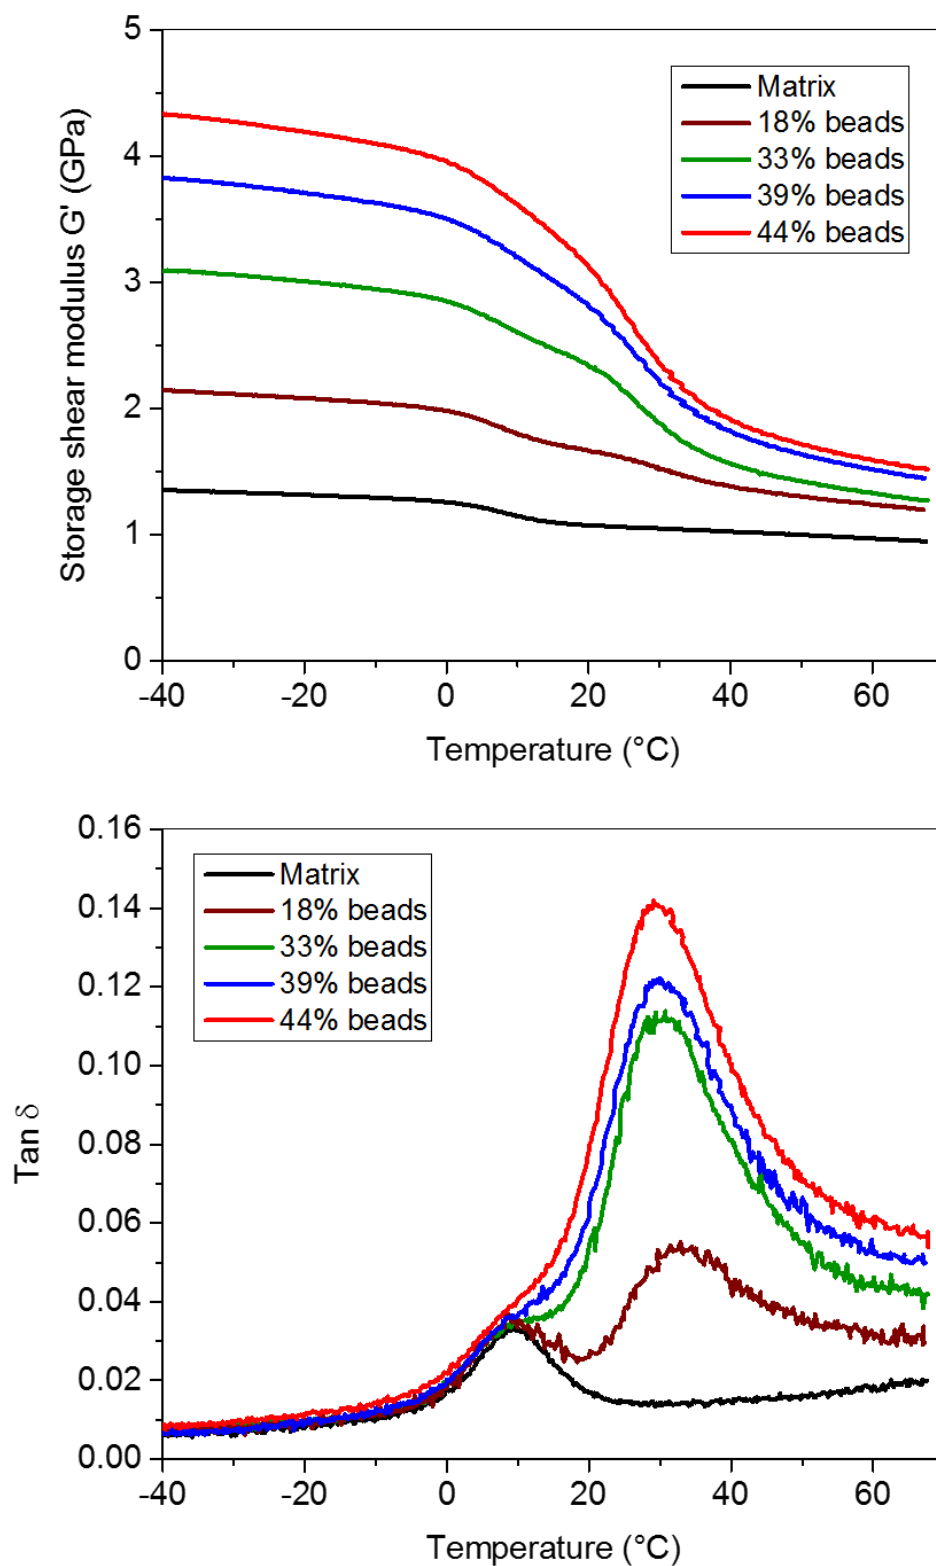 5
4
3
2
1
0
Storage shear modulus G' (GPa)
Matrix
18% beads
33% beads
39% beads
44% beads
-40 -20 0 20 40 60
Temperature (°C)
0.16
0.14
0.12
0.10
0.08
0.06
0.04
0.02
0.00
Tan δ
Matrix
18% beads
33% beads
39% beads
44% beads
-40 -20 0 20 40 60
Temperature (°C)